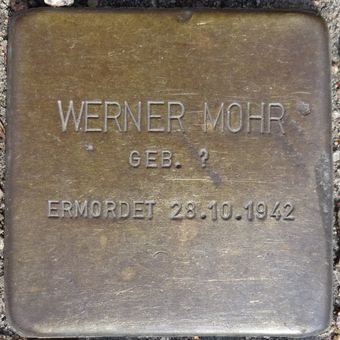 WERNER MOHR
GEB. ?
ERMORDET 28.10.1942